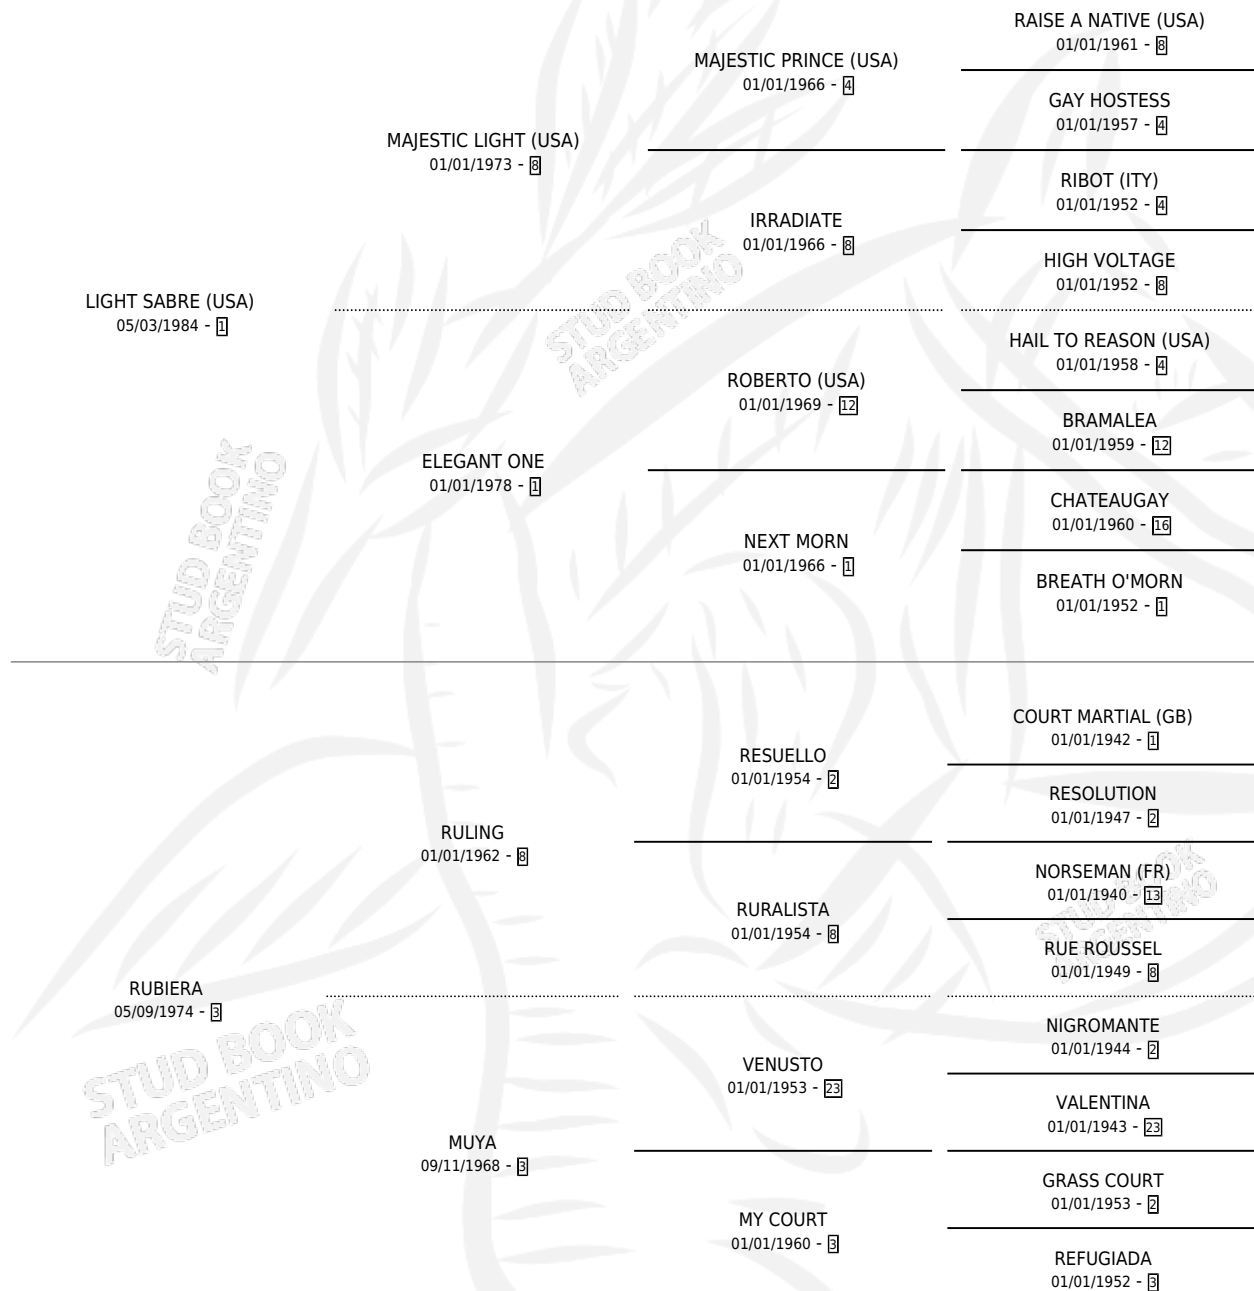 RAISE A NATIVE (USA)
01/01/1961 - 8
MAJESTIC PRINCE (USA)
01/01/1966 - 4
GAY HOSTESS
01/01/1957 - 4
MAJESTIC LIGHT (USA)
01/01/1973 - 8
RIBOT (ITY)
01/01/1952 - 4
IRRADIATE
01/01/1966 - 8
HIGH VOLTAGE
01/01/1952 - 8
LIGHT SABRE (USA)
05/03/1984 - 1
HAIL TO REASON (USA)
01/01/1958 - 4
ROBERTO (USA)
01/01/1969 - 12
BRAMALEA
01/01/1959 - 12
ELEGANT ONE
01/01/1978 - 1
CHATEAUGAY
01/01/1960 - 16
NEXT MORN
01/01/1966 - 1
BREATH O'MORN
01/01/1952 - 1
COURT MARTIAL (GB)
01/01/1942 - 1
RESUELLO
01/01/1954 - 2
RESOLUTION
01/01/1947 - 2
RULING
01/01/1962 - 8
NORSEMAN (FR)
01/01/1940 - 13
RURALISTA
01/01/1954 - 8
RUE ROUSSEL
01/01/1949 - 8
RUBIERA
05/09/1974 - 3
NIGROMANTE
01/01/1944 - 2
VENUSTO
01/01/1953 - 23
VALENTINA
01/01/1943 - 23
MUYA
09/11/1968 - 3
GRASS COURT
01/01/1953 - 2
MY COURT
01/01/1960 - 3
REFUGIADA
01/01/1952 - 3
STUD BOOK
ARGENTINO
STUD BOOK
ARGENTINO
STUD BOOK
ARGENTINO
STUD BOOK
ARGENTINO